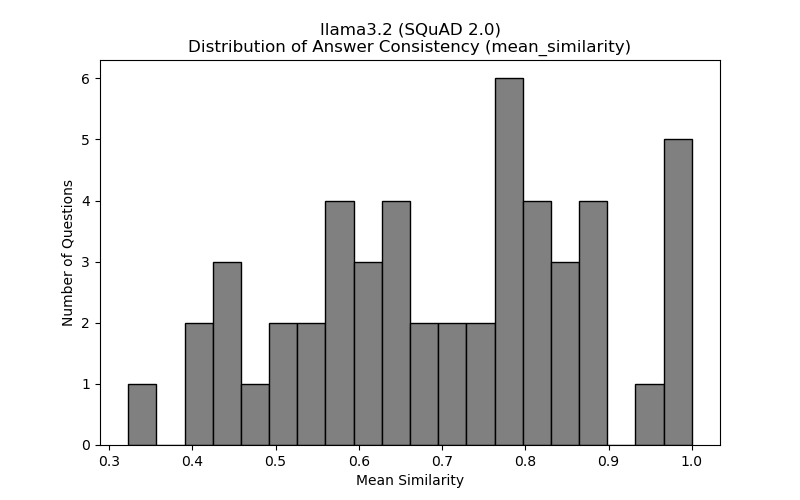 llama3.2 (SQuAD 2.0)
Distribution of Answer Consistency (mean_similarity)
Number of Questions
6
5
4
3
2
1
0
0.3 0.4 0.5 0.6 0.7 0.8 0.9 1.0
Mean Similarity